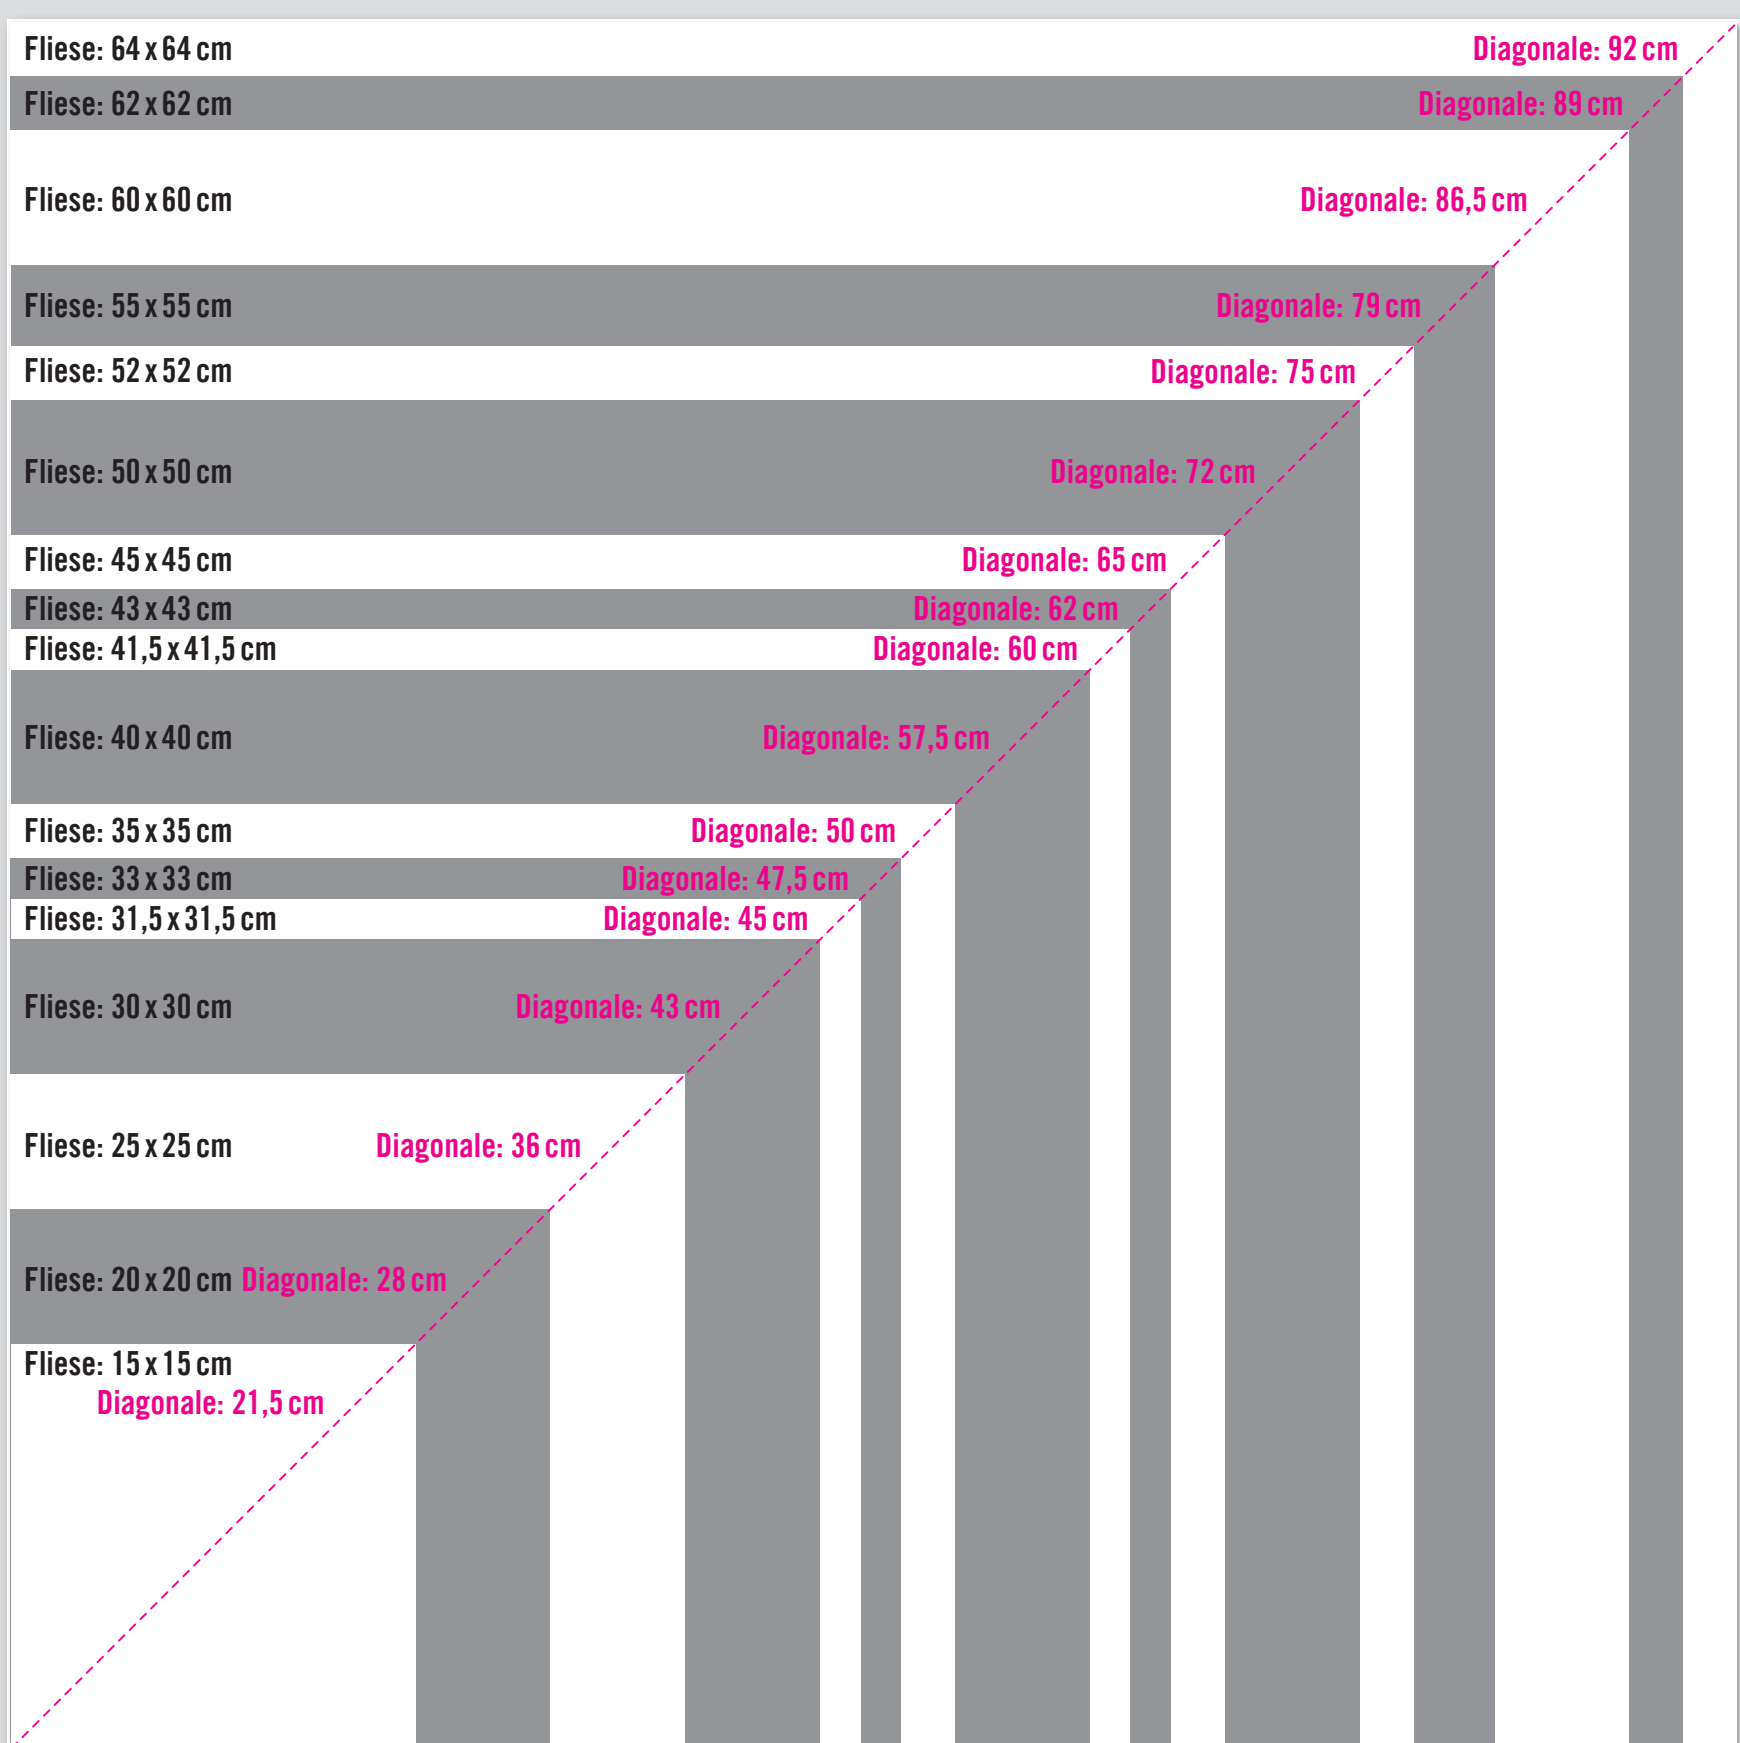 Fliese: 64 x 64 cm Diagonale: 92 cm
Fliese: 62 x 62 cm Diagonale: 89 cm
Fliese: 60 x 60 cm Diagonale: 86,5 cm
Fliese: 55 x 55 cm Diagonale: 79 cm
Fliese: 52 x 52 cm Diagonale: 75 cm
Fliese: 50 x 50 cm Diagonale: 72 cm
Fliese: 45 x 45 cm Diagonale: 65 cm
Fliese: 43 x 43 cm Diagonale: 62 cm
Fliese: 41,5 x 41,5 cm Diagonale: 60 cm
Fliese: 40 x 40 cm Diagonale: 57,5 cm
Fliese: 35 x 35 cm Diagonale: 50 cm
Fliese: 33 x 33 cm Diagonale: 47,5 cm
Fliese: 31,5 x 31,5 cm Diagonale: 45 cm
Fliese: 30 x 30 cm Diagonale: 43 cm
Fliese: 25 x 25 cm Diagonale: 36 cm
Fliese: 20 x 20 cm Diagonale: 28 cm
Fliese: 15 x 15 cm
Diagonale: 21,5 cm